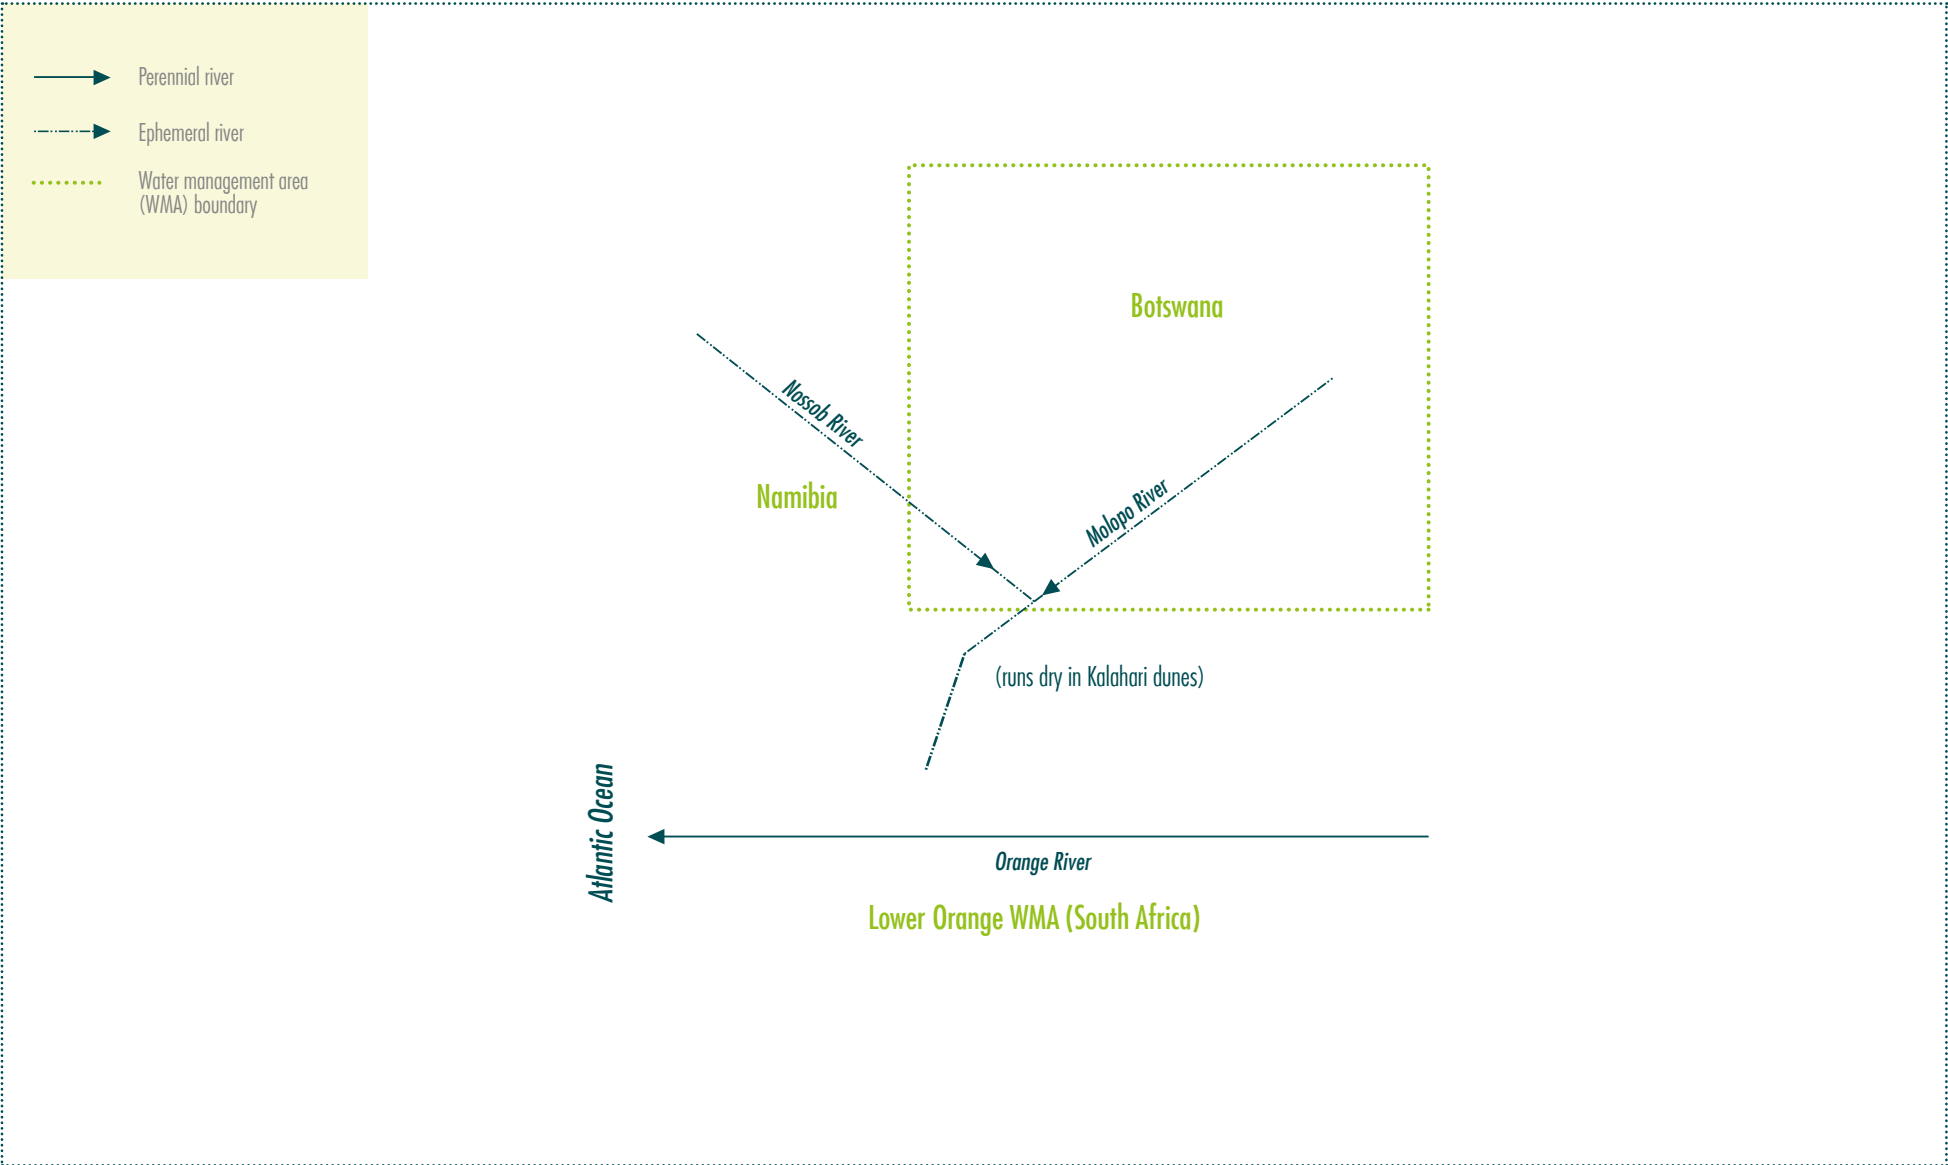 Perennial river
Ephemeral river
Water management area
(WMA) boundary
Botswana
Nossob River
Namibia
Molopo River
(runs dry in Kalahari dunes)
Atlantic Ocean
Orange River
Lower Orange WMA (South Africa)